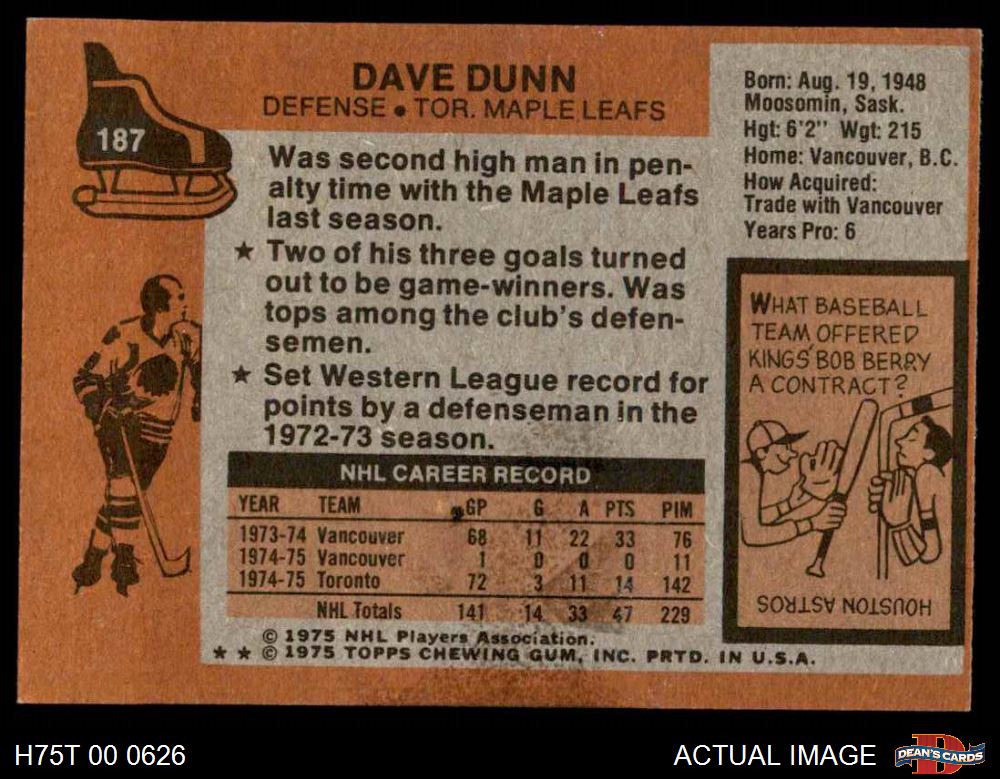 187
DAVE DUNN
DEFENSE • TOR. MAPLE LEAFS
Was second high man in pen-
alty time with the Maple Leafs
last season.
★ Two of his three goals turned
out to be game-winners. Was
tops among the club's defen-
semen.
★ Set Western League record for
points by a defenseman in the
1972-73 season.
NHL CAREER RECORD
YEAR TEAM GP G A PTS PIM
1973-74 Vancouver 68 11 22 33 76
1974-75 Vancouver 1 0 0 0 11
1974-75 Toronto 72 3 11 14 142
NHL Totals 141 14 33 47 229
© 1975 NHL Players Association.
★ ★ © 1975 TOPPS CHEWING GUM, INC. PRTD. IN U.S.A.
Born: Aug. 19, 1948
Moosomin, Sask.
Hgt: 6'2" Wgt: 215
Home: Vancouver, B.C.
How Acquired:
Trade with Vancouver
Years Pro: 6
WHAT BASEBALL
TEAM OFFERED
KINGS' BOB BERRY
A CONTRACT?
HOUSTON ASTROS
H75T 00 0626
ACTUAL IMAGE
DEAN'S CARDS